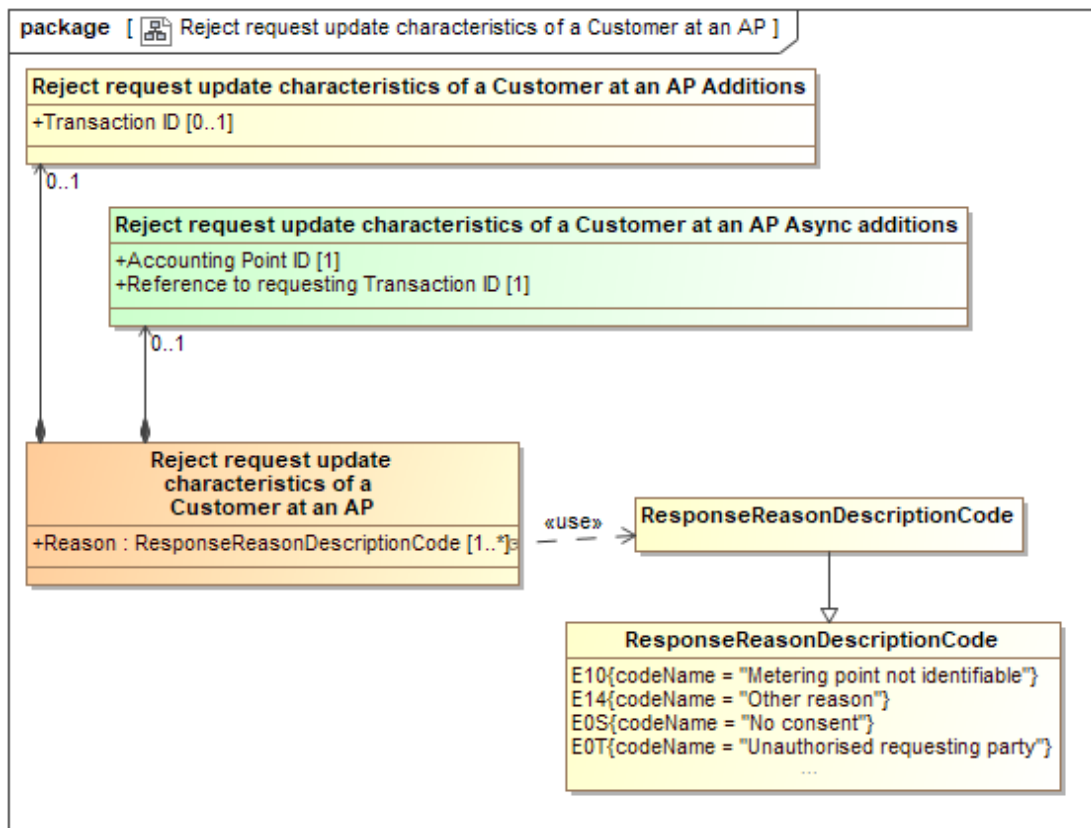 package [ Reject request update characteristics of a Customer at an AP ]
Reject request update characteristics of a Customer at an AP Additions
+Transaction ID [0..1]
0..1
Reject request update characteristics of a Customer at an AP Async additions
+Accounting Point ID [1]
+Reference to requesting Transaction ID [1]
0..1
Reject request update
characteristics of a
Customer at an AP
+Reason : ResponseReasonDescriptionCode [1..*]
«use»
ResponseReasonDescriptionCode
ResponseReasonDescriptionCode
E10{codeName = "Metering point not identifiable"}
E14{codeName = "Other reason"}
E0S{codeName = "No consent"}
E0T{codeName = "Unauthorised requesting party"}
...